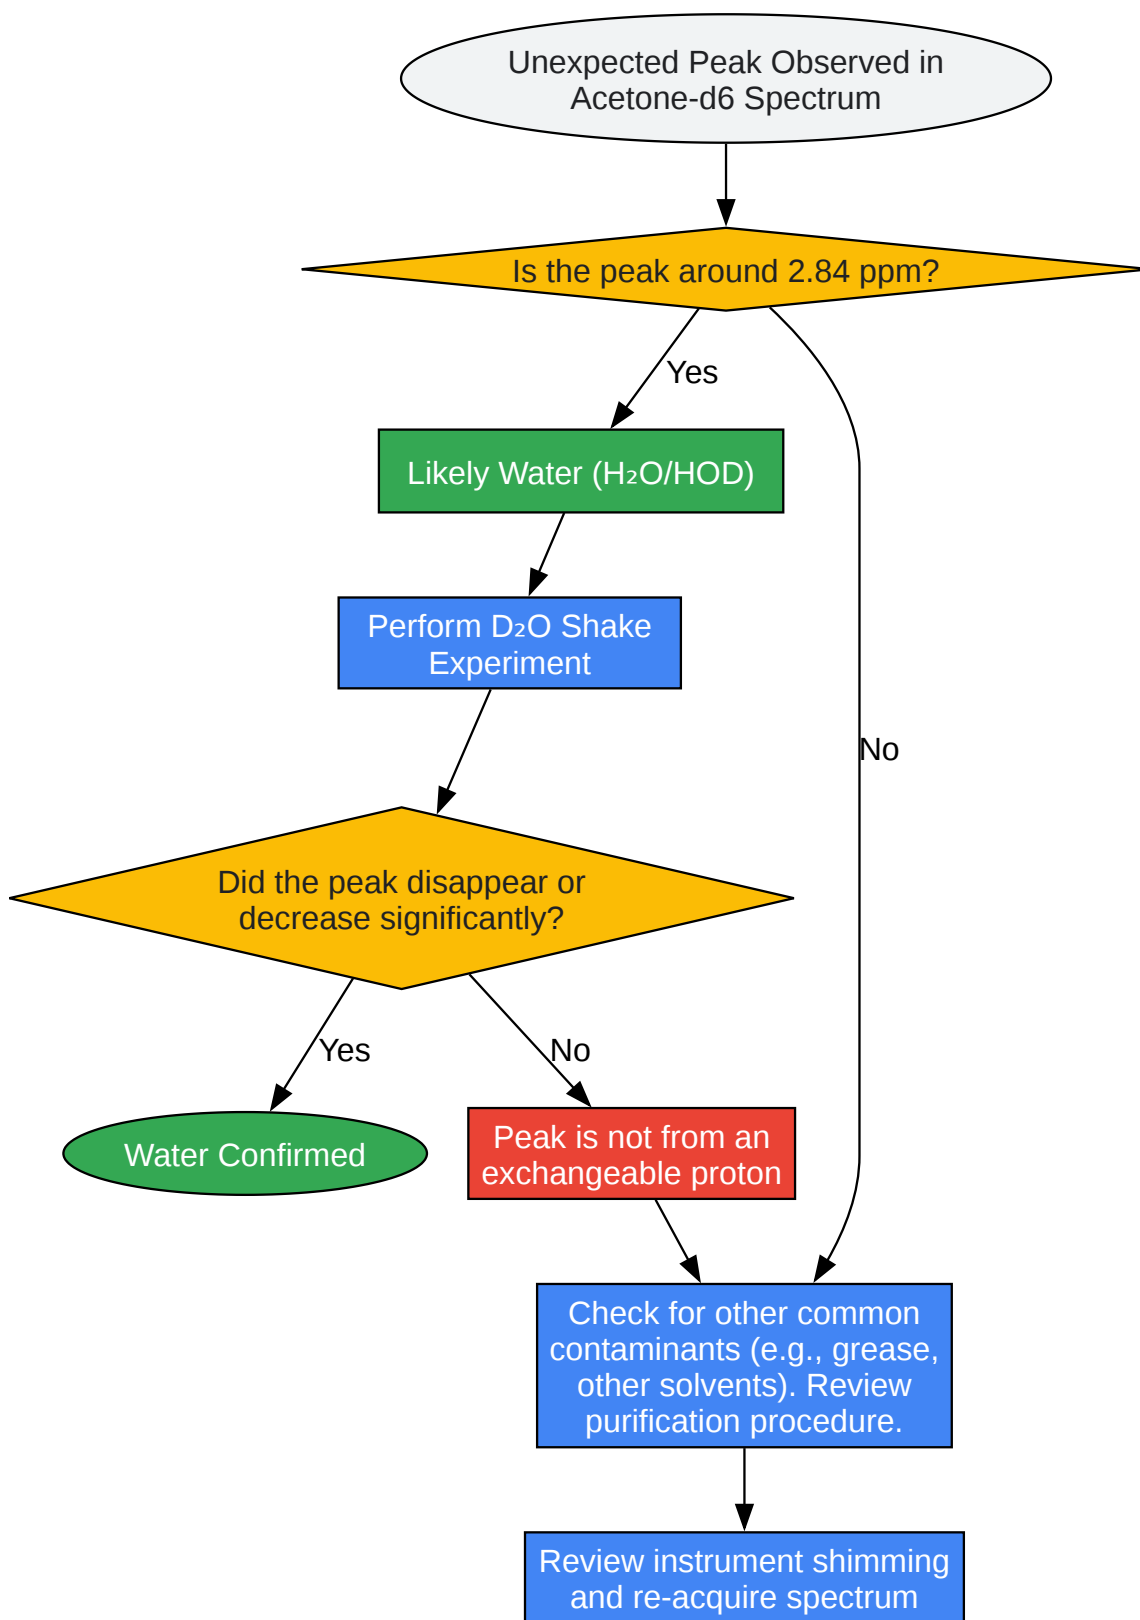 Unexpected Peak Observed in
Acetone-d6 Spectrum
Is the peak around 2.84 ppm?
Yes
Likely Water (H₂O/HOD)
Perform D₂O Shake
Experiment
No
Did the peak disappear or
decrease significantly?
Yes
No
Water Confirmed
Peak is not from an
exchangeable proton
Check for other common
contaminants (e.g., grease,
other solvents). Review
purification procedure.
Review instrument shimming
and re-acquire spectrum